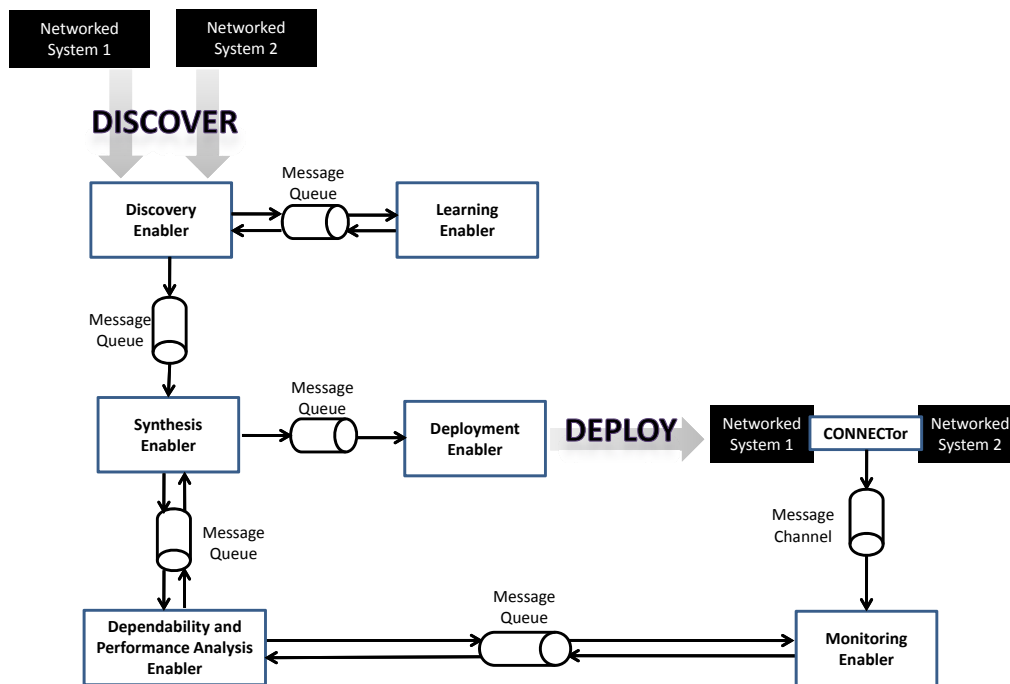 Networked
System 1
Networked
System 2
DISCOVER
Message
Queue
Discovery
Enabler
Learning
Enabler
Message
Queue
Message
Queue
Synthesis
Enabler
Deployment
Enabler
DEPLOY
Networked
System 1
CONNECTor
Networked
System 2
Message
Queue
Message
Channel
Message
Queue
Dependability and
Performance Analysis
Enabler
Monitoring
Enabler